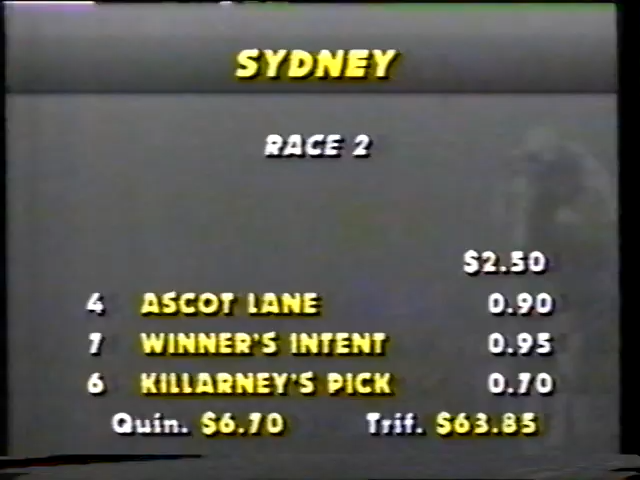 SYDNEY
RACE 2
$2.50
4 ASCOT LANE 0.90
7 WINNER'S INTENT 0.95
6 KILLARNEY'S PICK 0.70
Quin. $6.70 Trif. $63.85